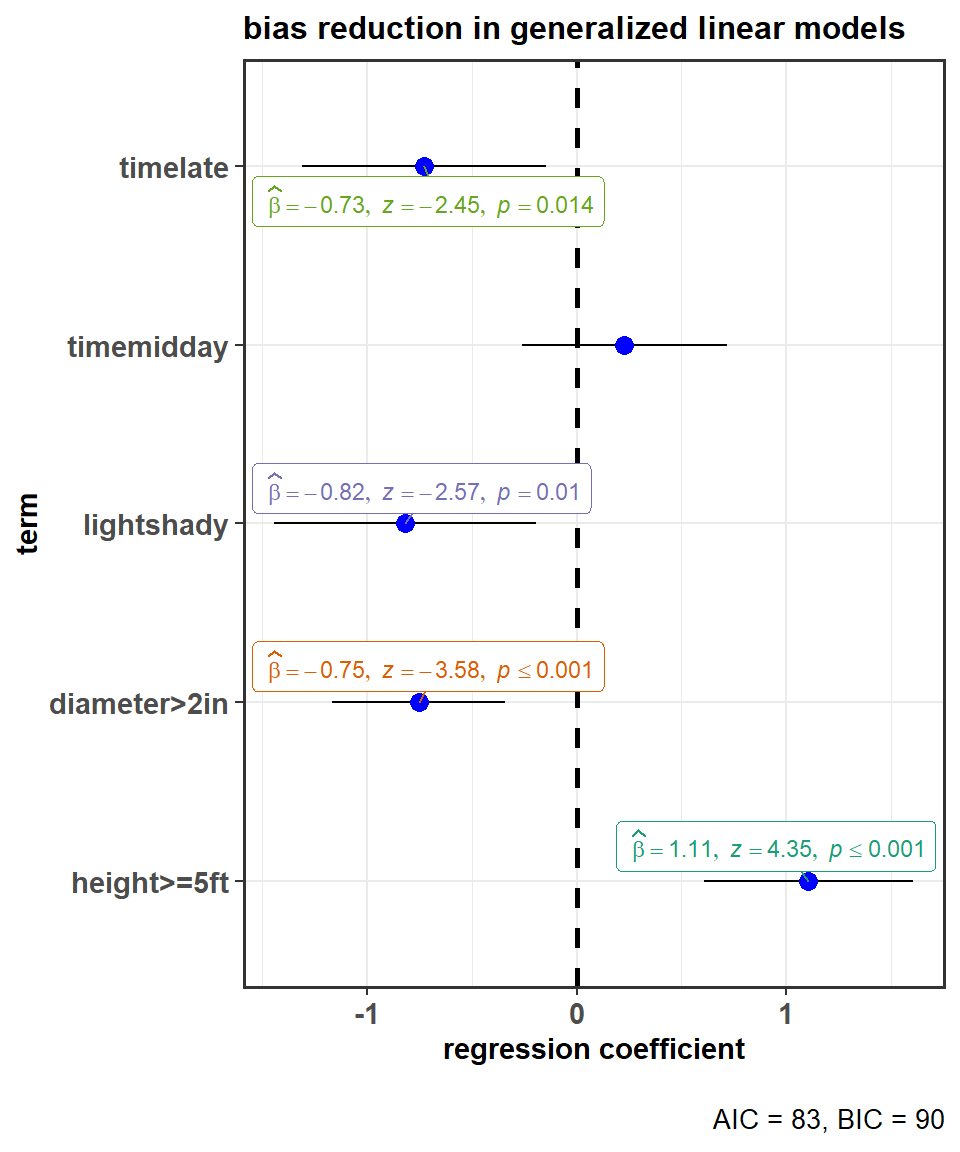 bias reduction in generalized linear models
timelate
β̂ = −0.73, z = −2.45, p = 0.014
timemidday
β̂ = −0.82, z = −2.57, p = 0.01
lightshady
term
β̂ = −0.75, z = −3.58, p ≤ 0.001
diameter>2in
β̂ = 1.11, z = 4.35, p ≤ 0.001
height>=5ft
-1 0 1
regression coefficient
AIC = 83, BIC = 90